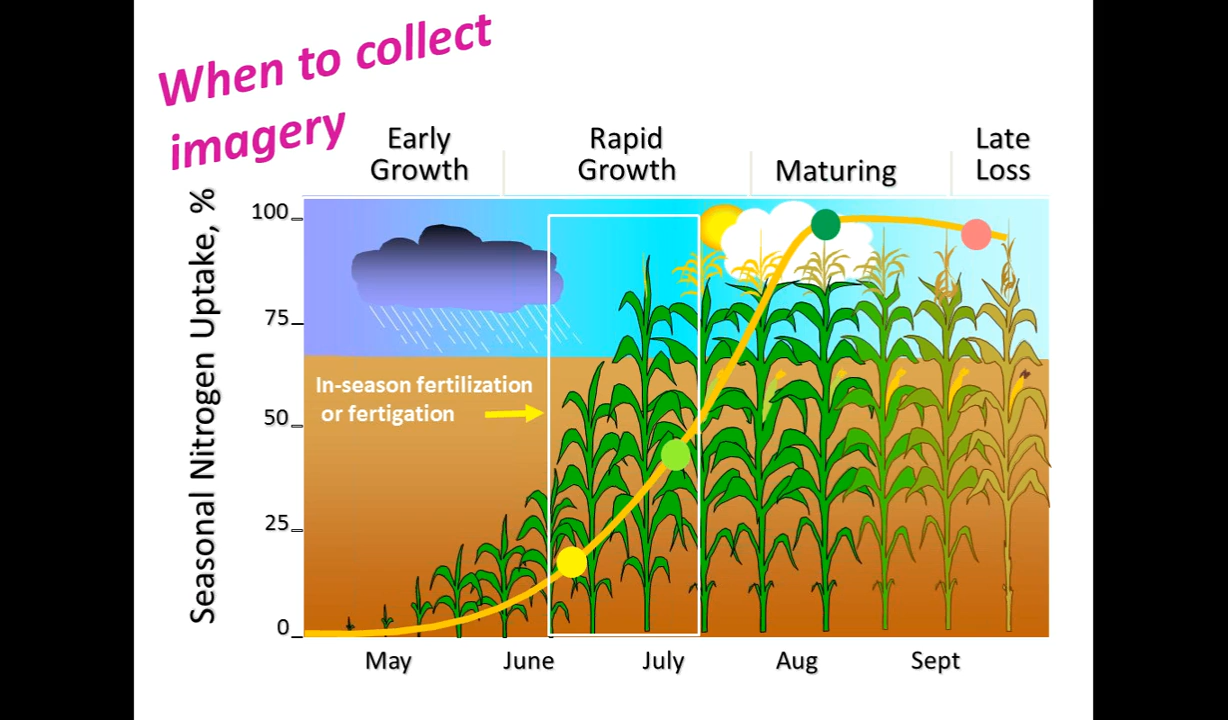 When to collect
imagery
Early
Growth
Rapid
Growth
Maturing
Late
Loss
Seasonal Nitrogen Uptake, %
100
75
50
25
0
In-season fertilization
or fertigation
May
June
July
Aug
Sept